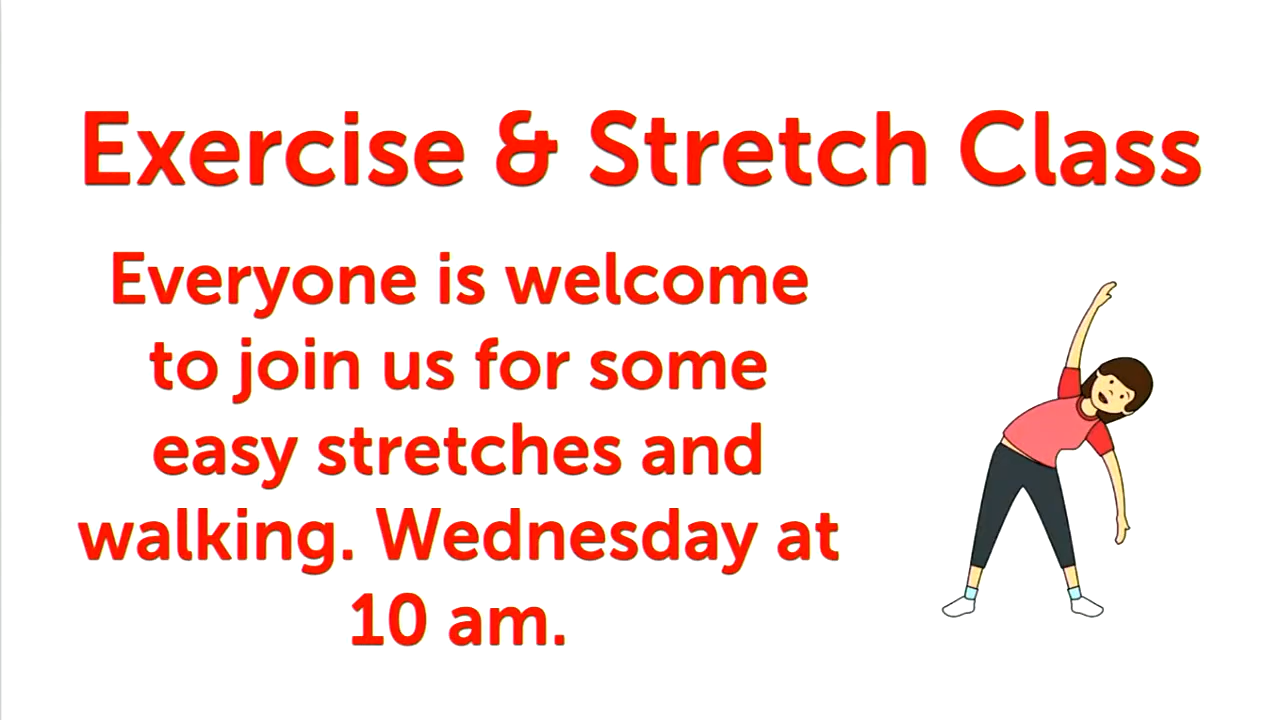 Exercise & Stretch Class
Everyone is welcome
to join us for some
easy stretches and
walking. Wednesday at
10 am.